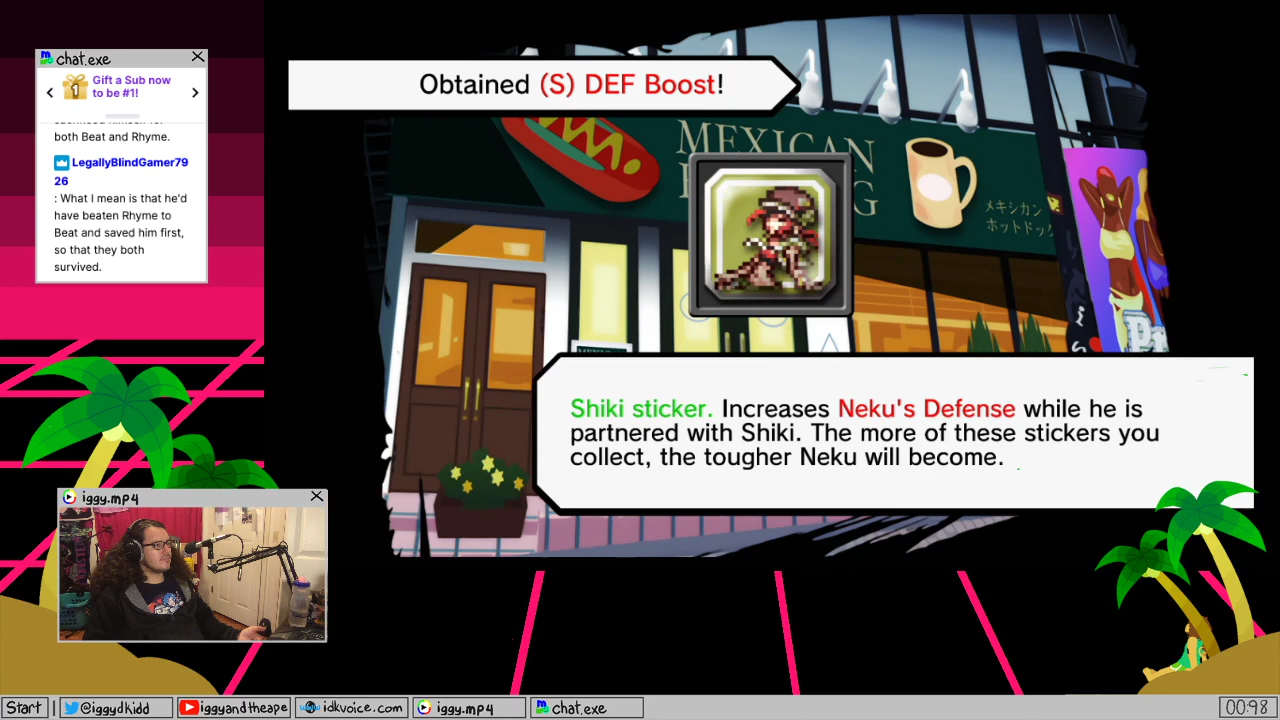 chat.exe
Gift a Sub now
to be #1!
1
both Beat and Rhyme.
LegallyBlindGamer79
26
: What I mean is that he'd
have beaten Rhyme to
Beat and saved him first,
so that they both
survived.
Obtained (S) DEF Boost!
MEXICAN
G
メキシカン
ホットドッ
Shiki sticker. Increases Neku's Defense while he is
partnered with Shiki. The more of these stickers you
collect, the tougher Neku will become.
iggy.mp4
Start
@iggydkidd
iggyandtheape
idkvoice.com
iggy.mp4
chat.exe
00:98